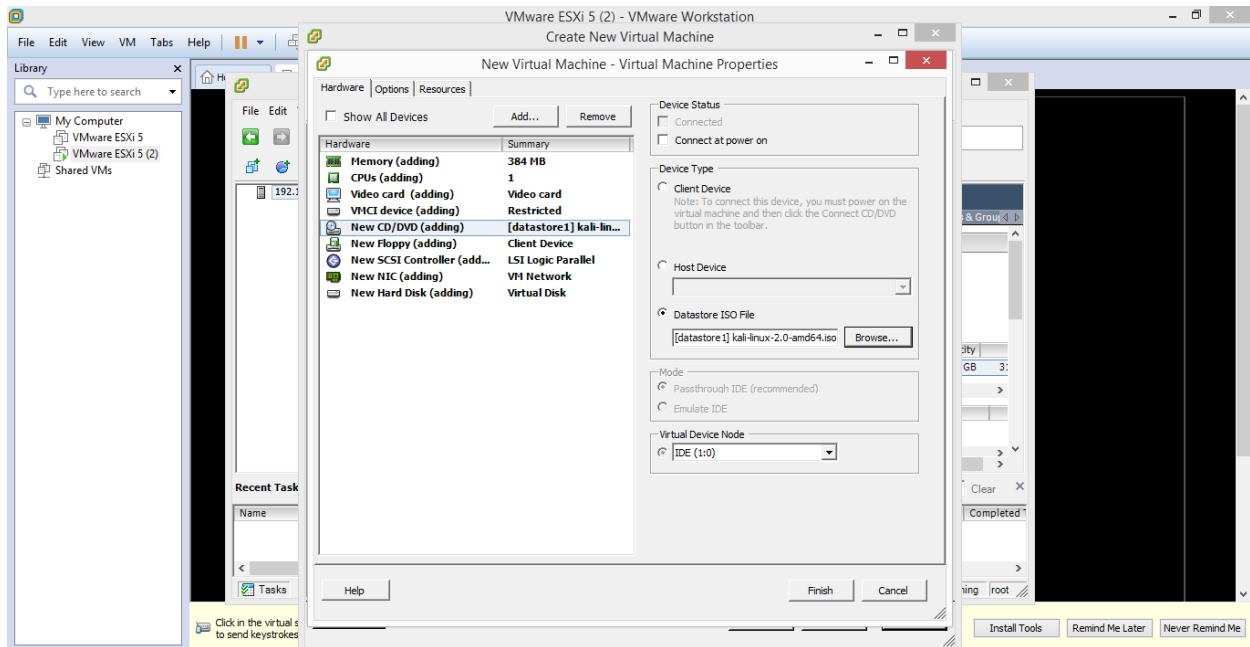 VMware ESXi 5 (2) - VMware Workstation
File Edit View VM Tabs Help
Create New Virtual Machine
Library
Type here to search
My Computer
VMware ESXi 5
VMware ESXi 5 (2)
Shared VMs
File Edit
192.1
New Virtual Machine - Virtual Machine Properties
Hardware Options Resources
Show All Devices Add... Remove
Hardware Summary
Memory (adding) 384 MB
CPUs (adding) 1
Video card (adding) Video card
VMCI device (adding) Restricted
New CD/DVD (adding) [datastore1] kali-lin...
New Floppy (adding) Client Device
New SCSI Controller (add... LSI Logic Parallel
New NIC (adding) VM Network
New Hard Disk (adding) Virtual Disk
Device Status
Connected
Connect at power on
Device Type
Client Device
Note: To connect this device, you must power on the
virtual machine and then click the Connect CD/DVD
button in the toolbar.
Host Device
Datastore ISO File
[datastore1] kali-linux-2.0-amd64.iso Browse...
Mode
Passthrough IDE (recommended)
Emulate IDE
Virtual Device Node
IDE (1:0)
Help Finish Cancel
& Grou
city
GB 3
Recent Task
Name
Clear
Completed
Tasks
root
Click in the virtual s
to send keystrokes
Install Tools Remind Me Later Never Remind Me